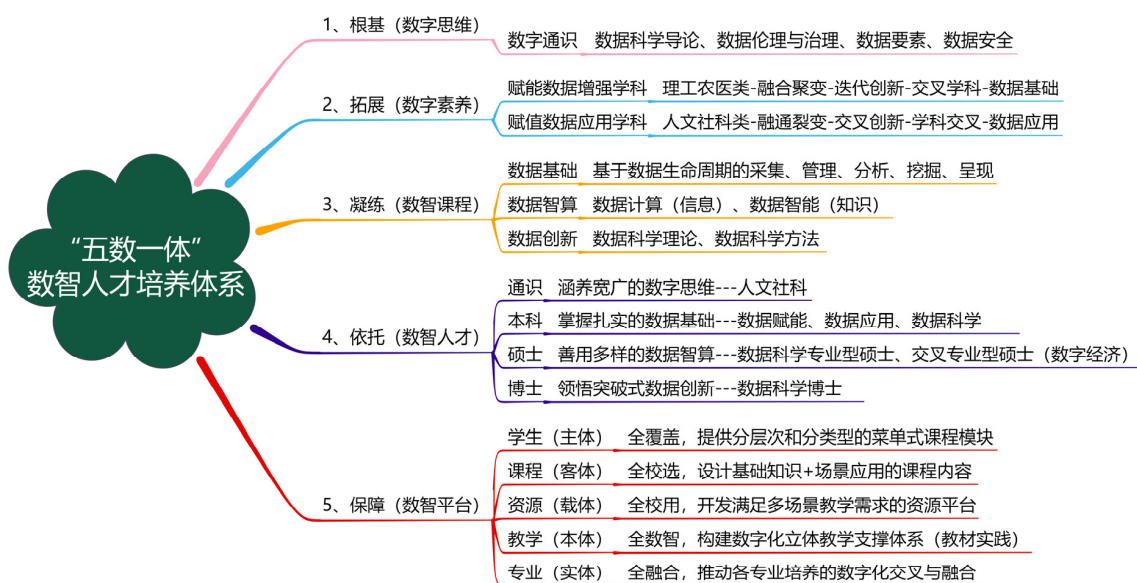 “五数一体”
数智人才培养体系
1、根基（数字思维）
数字通识 数据科学导论、数据伦理与治理、数据要素、数据安全
2、拓展（数字素养）
赋能数据增强学科 理工农医类-融合聚变-迭代创新-交叉学科-数据基础
赋值数据应用学科 人文社科类-融通裂变-交叉创新-学科交叉-数据应用
3、凝练（数智课程）
数据基础 基于数据生命周期的采集、管理、分析、挖掘、呈现
数据智算 数据计算（信息）、数据智能（知识）
数据创新 数据科学理论、数据科学方法
4、依托（数智人才）
通识 涵养宽广的数字思维---人文社科
本科 掌握扎实的数据基础---数据赋能、数据应用、数据科学
硕士 善用多样的数据智算---数据科学专业型硕士、交叉专业型硕士（数字经济）
博士 领悟突破式数据创新---数据科学博士
5、保障（数智平台）
学生（主体） 全覆盖，提供分层次和分类型的菜单式课程模块
课程（客体） 全校选，设计基础知识+场景应用的课程内容
资源（载体） 全校用，开发满足多场景教学需求的资源平台
教学（本体） 全数智，构建数字化立体教学支撑体系（教材实践）
专业（实体） 全融合，推动各专业培养的数字化交叉与融合